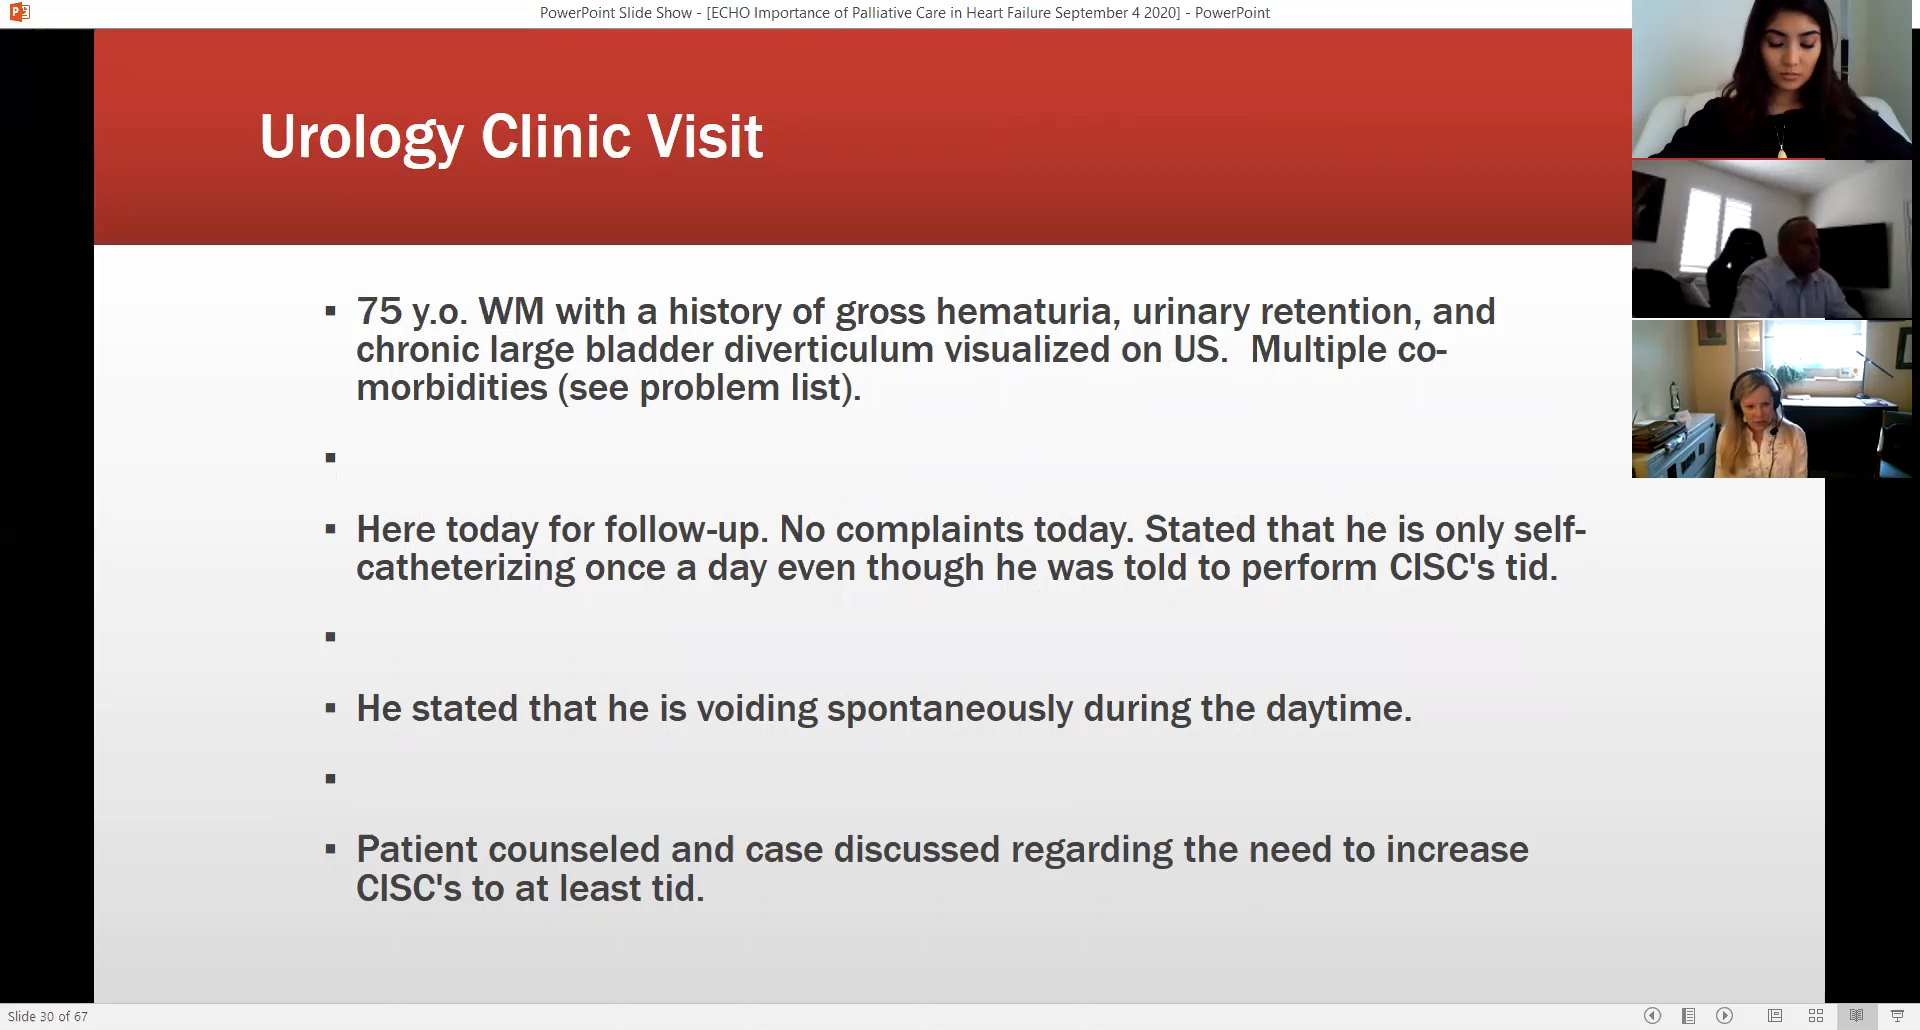 PowerPoint Slide Show - [ECHO Importance of Palliative Care in Heart Failure September 4 2020] - PowerPoint
Urology Clinic Visit
▪ 75 y.o. WM with a history of gross hematuria, urinary retention, and
chronic large bladder diverticulum visualized on US.  Multiple co-
morbidities (see problem list).
▪
▪ Here today for follow-up. No complaints today. Stated that he is only self-
catheterizing once a day even though he was told to perform CISC's tid.
▪
▪ He stated that he is voiding spontaneously during the daytime.
▪
▪ Patient counseled and case discussed regarding the need to increase
CISC's to at least tid.
Slide 30 of 67